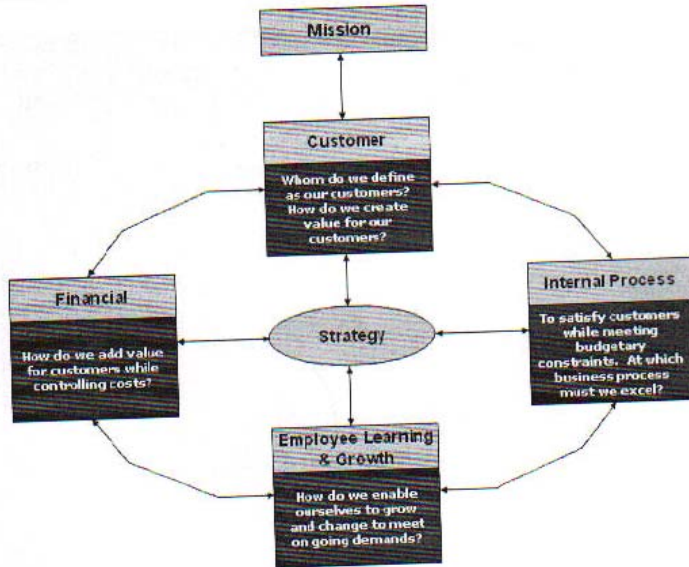 Mission
Customer
Whom do we define
as our customers?
How do we create
value for our
customers?
Financial
How do we add value
for customers while
controlling costs?
Strategy
Internal Process
To satisfy customers
while meeting
budgetary
constraints. At which
business process
must we excel?
Employee Learning
& Growth
How do we enable
ourselves to grow
and change to meet
on going demands?